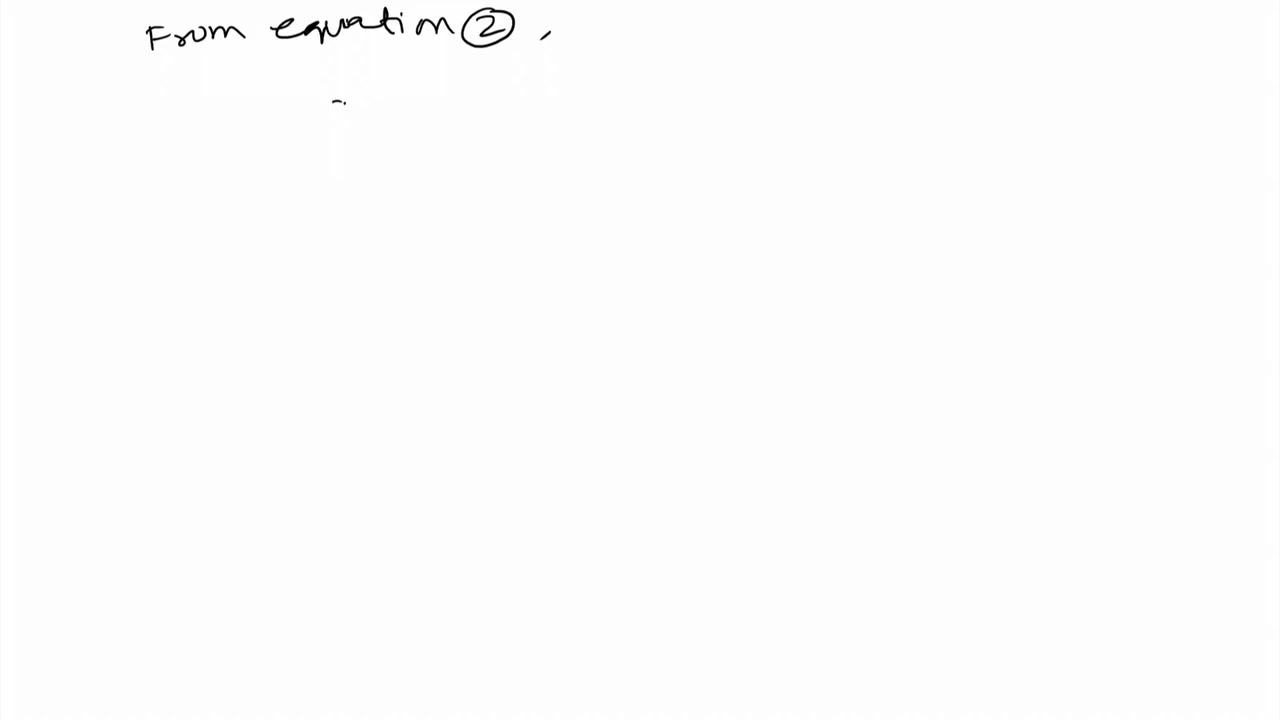 From equation ② ,